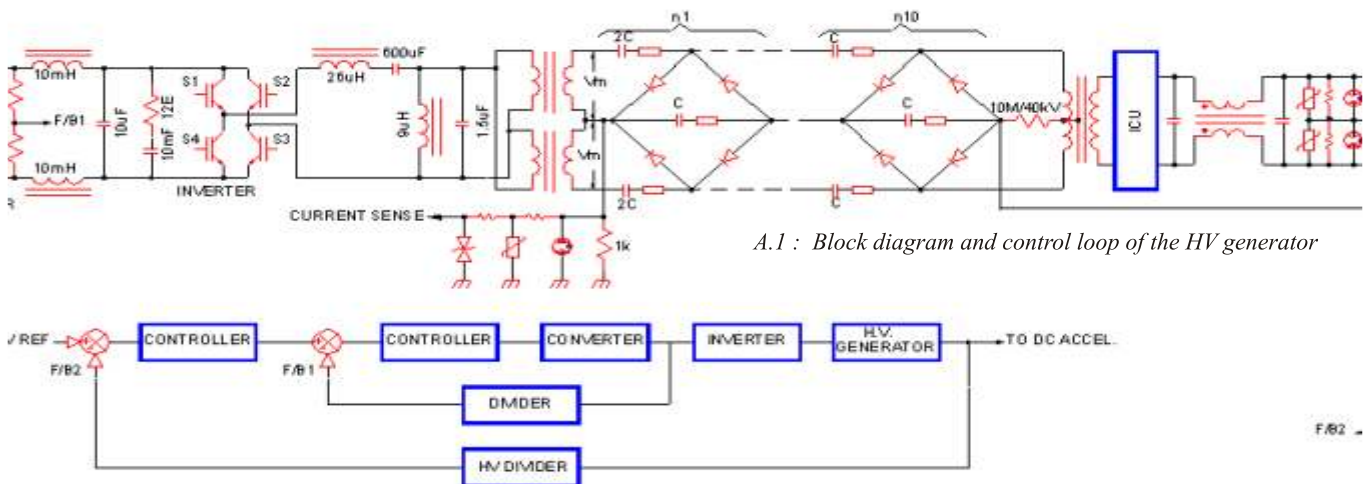 n1
n10
2C
C
600uF
10mH
26uH
S1
S2
Vm
F/B1
10uF
12E
9uH
1.5uF
C
C
10M/40kV
ICU
S4
S3
10mF
Vm
10mH
INVERTER
2C
C
R
CURRENT SENSE
1k
A.1 : Block diagram and control loop of the HV generator
V REF
CONTROLLER
CONTROLLER
CONVERTER
INVERTER
H.V. GENERATOR
TO DC ACCEL.
F/B2
F/B1
DIVIDER
F/B2
HV DIVIDER